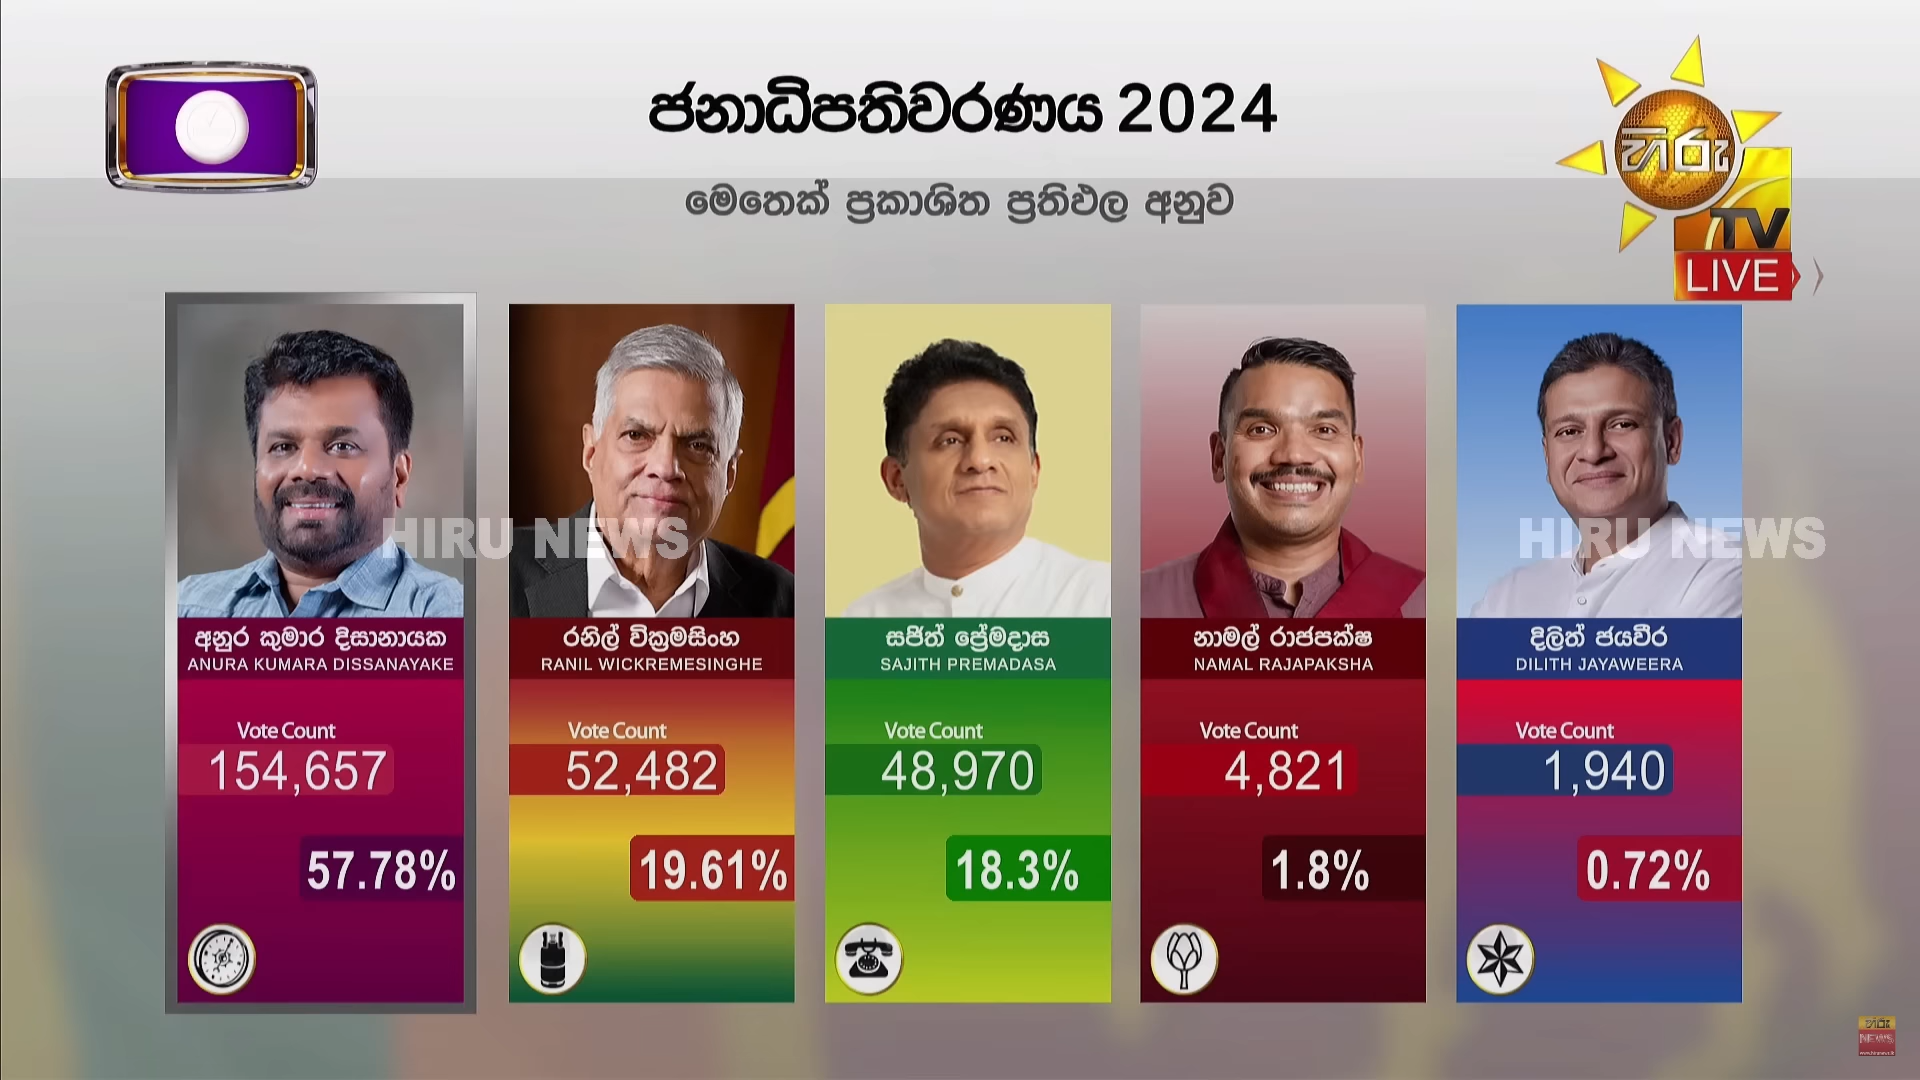 ජනාධිපතිවරණය 2024
මෙතෙක් ප්‍රකාශිත ප්‍රතිඵල අනුව
හිරු
TV
LIVE
HIRU NEWS
HIRU NEWS
අනුර කුමාර දිසානායක
ANURA KUMARA DISSANAYAKE
Vote Count
154,657
57.78%
රනිල් වික්‍රමසිංහ
RANIL WICKREMESINGHE
Vote Count
52,482
19.61%
සජිත් ප්‍රේමදාස
SAJITH PREMADASA
Vote Count
48,970
18.3%
නාමල් රාජපක්ෂ
NAMAL RAJAPAKSHA
Vote Count
4,821
1.8%
දිලිත් ජයවීර
DILITH JAYAWEERA
Vote Count
1,940
0.72%
හිරු
NEWS